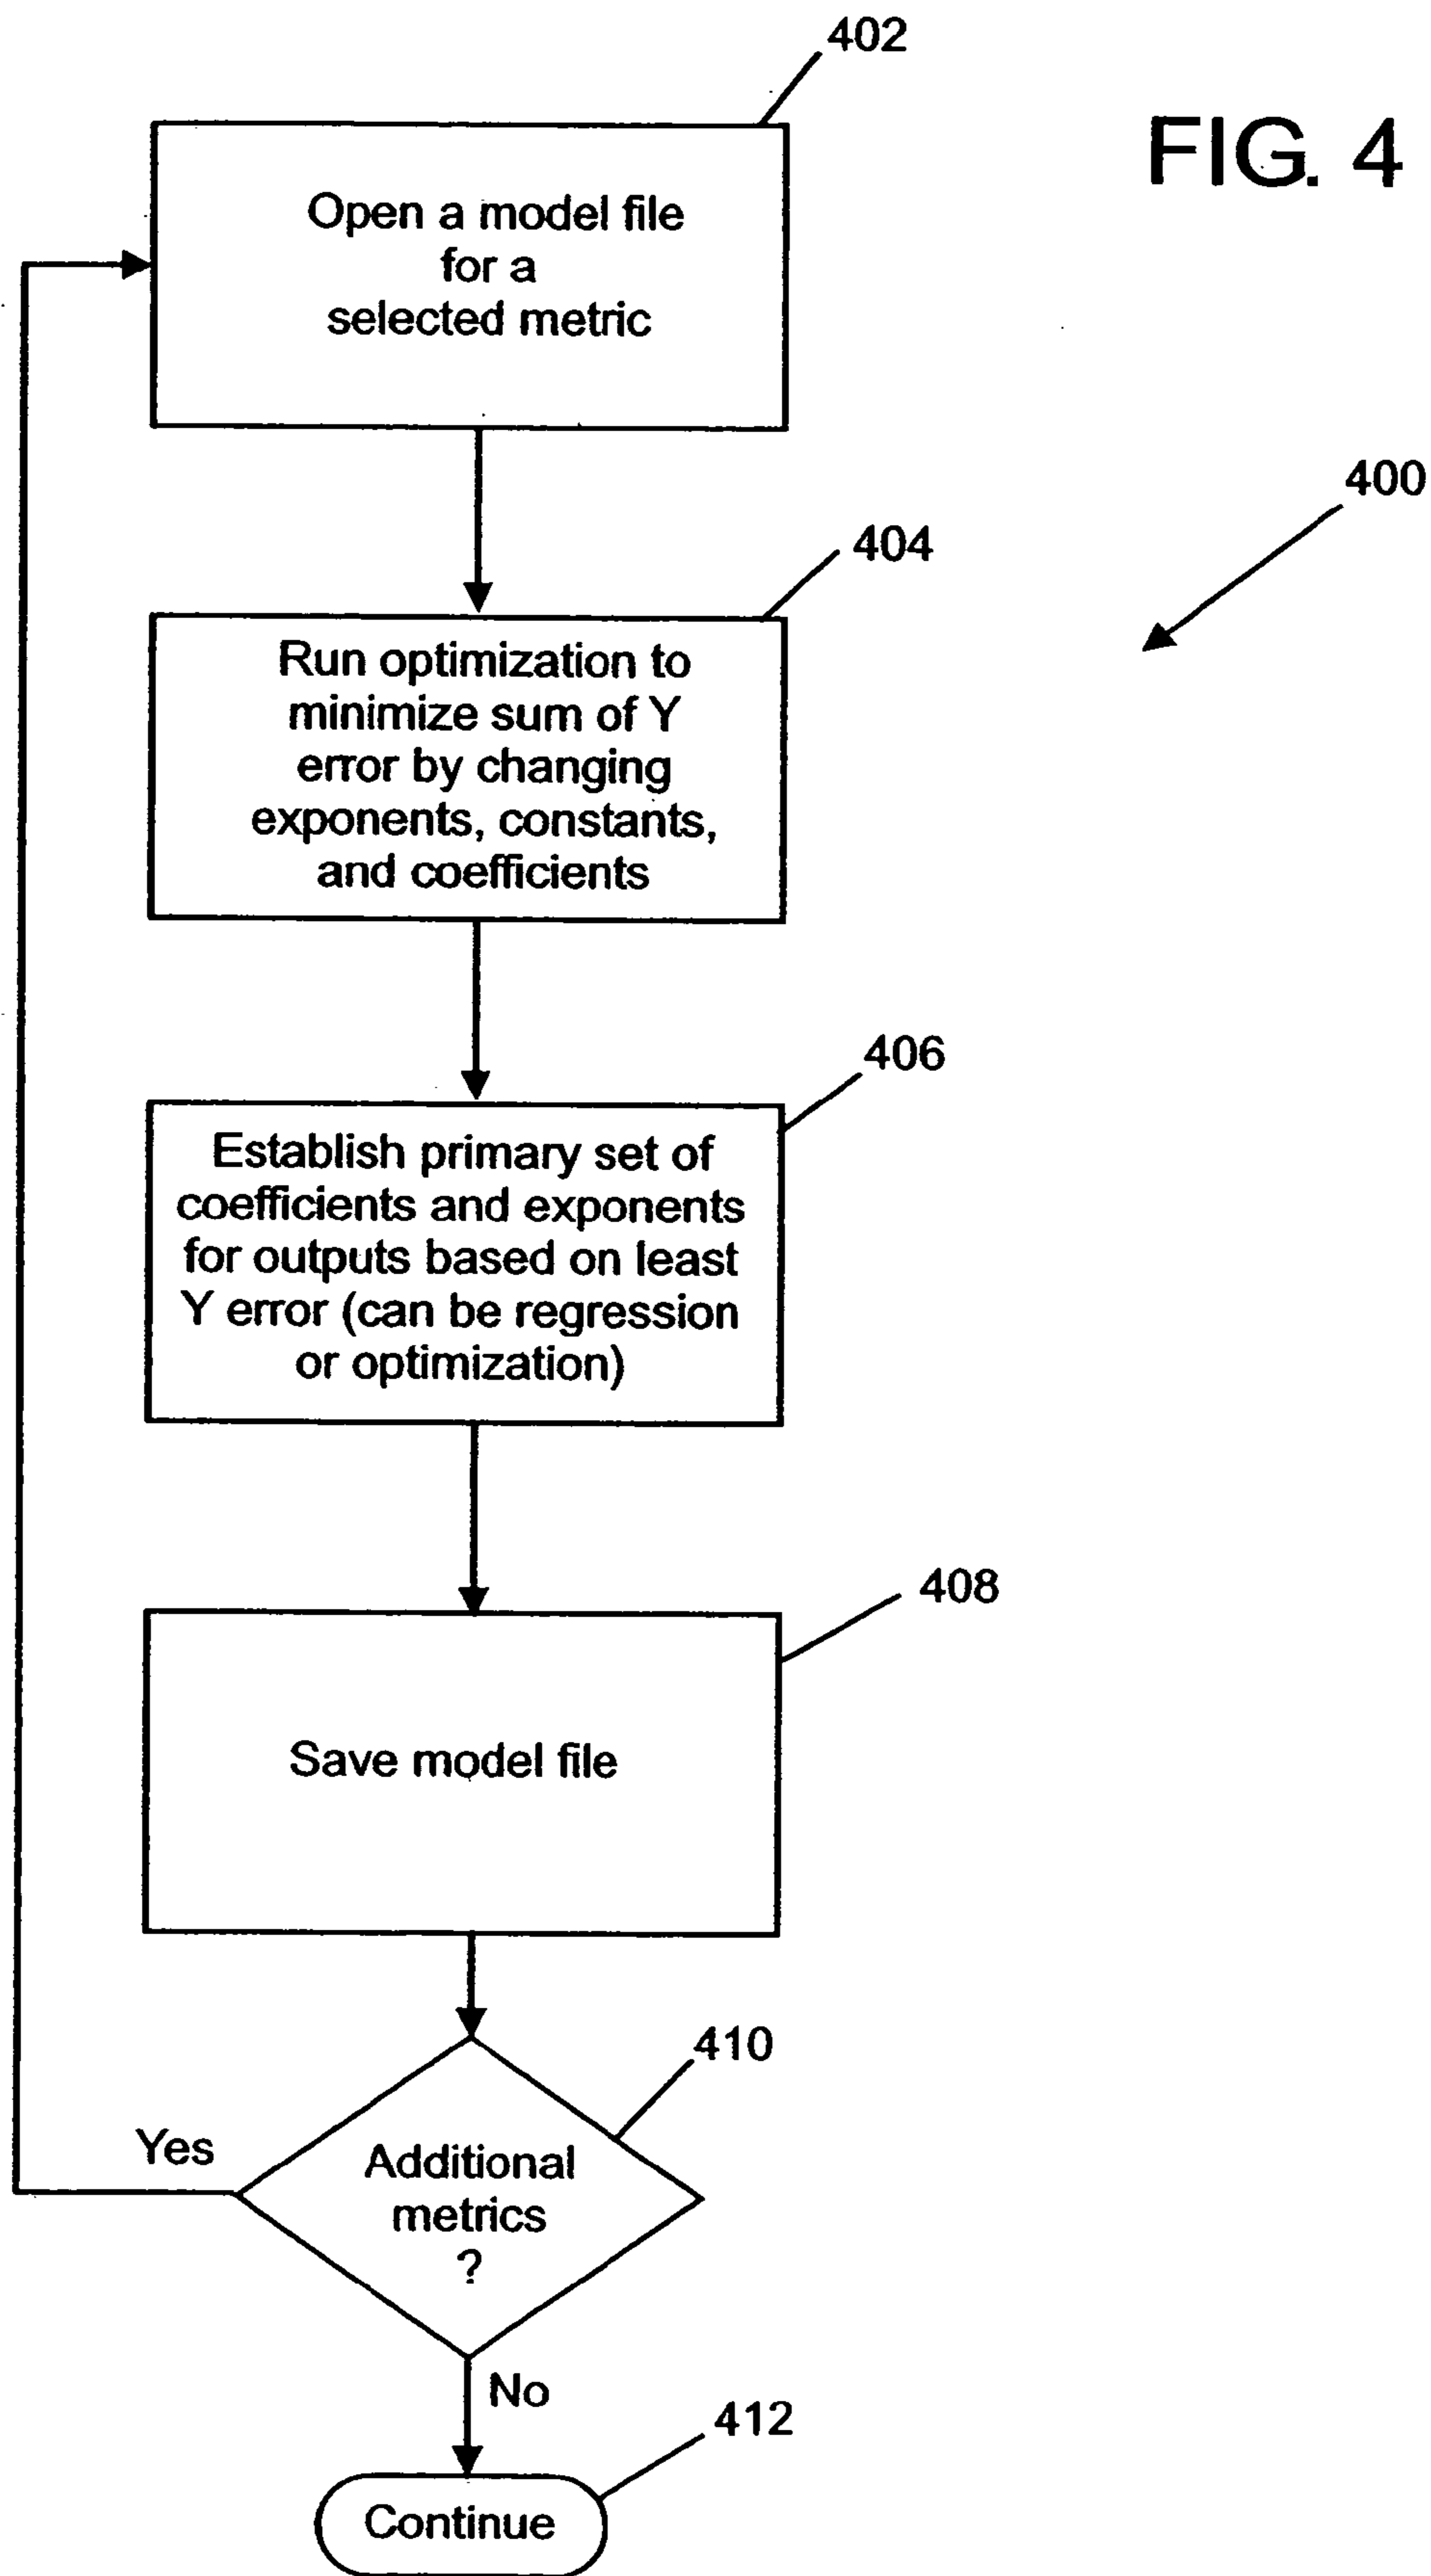 402
FIG. 4
Open a model file
for a
selected metric
400
404
Run optimization to
minimize sum of Y
error by changing
exponents, constants,
and coefficients
406
Establish primary set of
coefficients and exponents
for outputs based on least
Y error (can be regression
or optimization)
408
Save model file
410
Yes
Additional
metrics
?
No
412
Continue